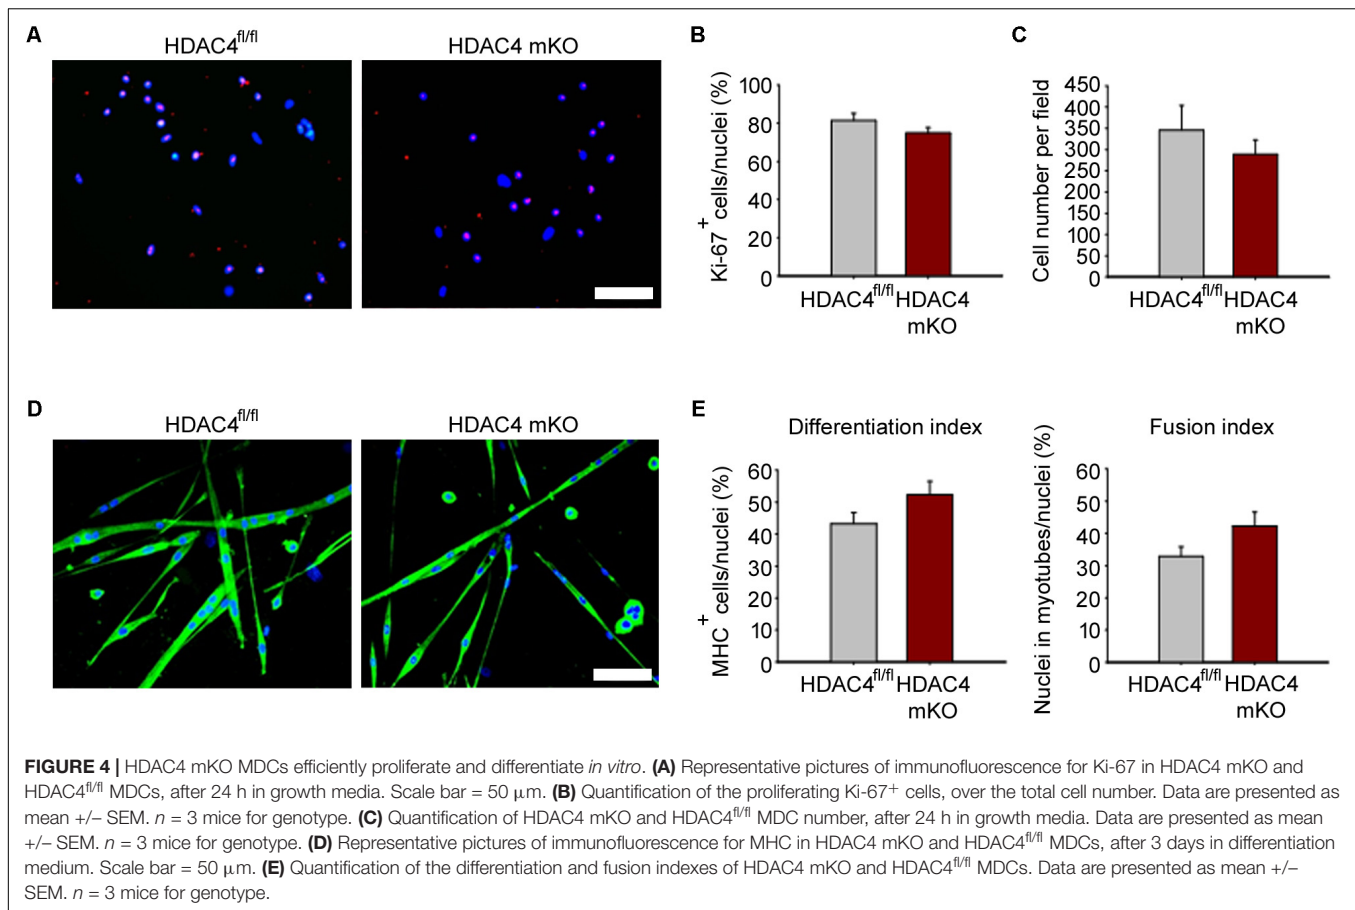 A
HDAC4fl/fl
HDAC4 mKO
B
Ki-67+ cells/nuclei (%)
100
80
60
40
20
0
HDAC4fl/fl HDAC4
mKO
C
Cell number per field
450
400
350
300
250
200
150
100
50
0
HDAC4fl/fl HDAC4
mKO
D
HDAC4fl/fl
HDAC4 mKO
E
Differentiation index
MHC+ cells/nuclei (%)
60
50
40
30
20
10
0
HDAC4fl/fl HDAC4
mKO
Fusion index
Nuclei in myotubes/nuclei (%)
60
50
40
30
20
10
0
HDAC4fl/fl HDAC4
mKO
FIGURE 4 | HDAC4 mKO MDCs efficiently proliferate and differentiate in vitro. (A) Representative pictures of immunofluorescence for Ki-67 in HDAC4 mKO and
HDAC4fl/fl MDCs, after 24 h in growth media. Scale bar = 50 μm. (B) Quantification of the proliferating Ki-67+ cells, over the total cell number. Data are presented as
mean +/– SEM. n = 3 mice for genotype. (C) Quantification of HDAC4 mKO and HDAC4fl/fl MDC number, after 24 h in growth media. Data are presented as mean
+/– SEM. n = 3 mice for genotype. (D) Representative pictures of immunofluorescence for MHC in HDAC4 mKO and HDAC4fl/fl MDCs, after 3 days in differentiation
medium. Scale bar = 50 μm. (E) Quantification of the differentiation and fusion indexes of HDAC4 mKO and HDAC4fl/fl MDCs. Data are presented as mean +/–
SEM. n = 3 mice for genotype.